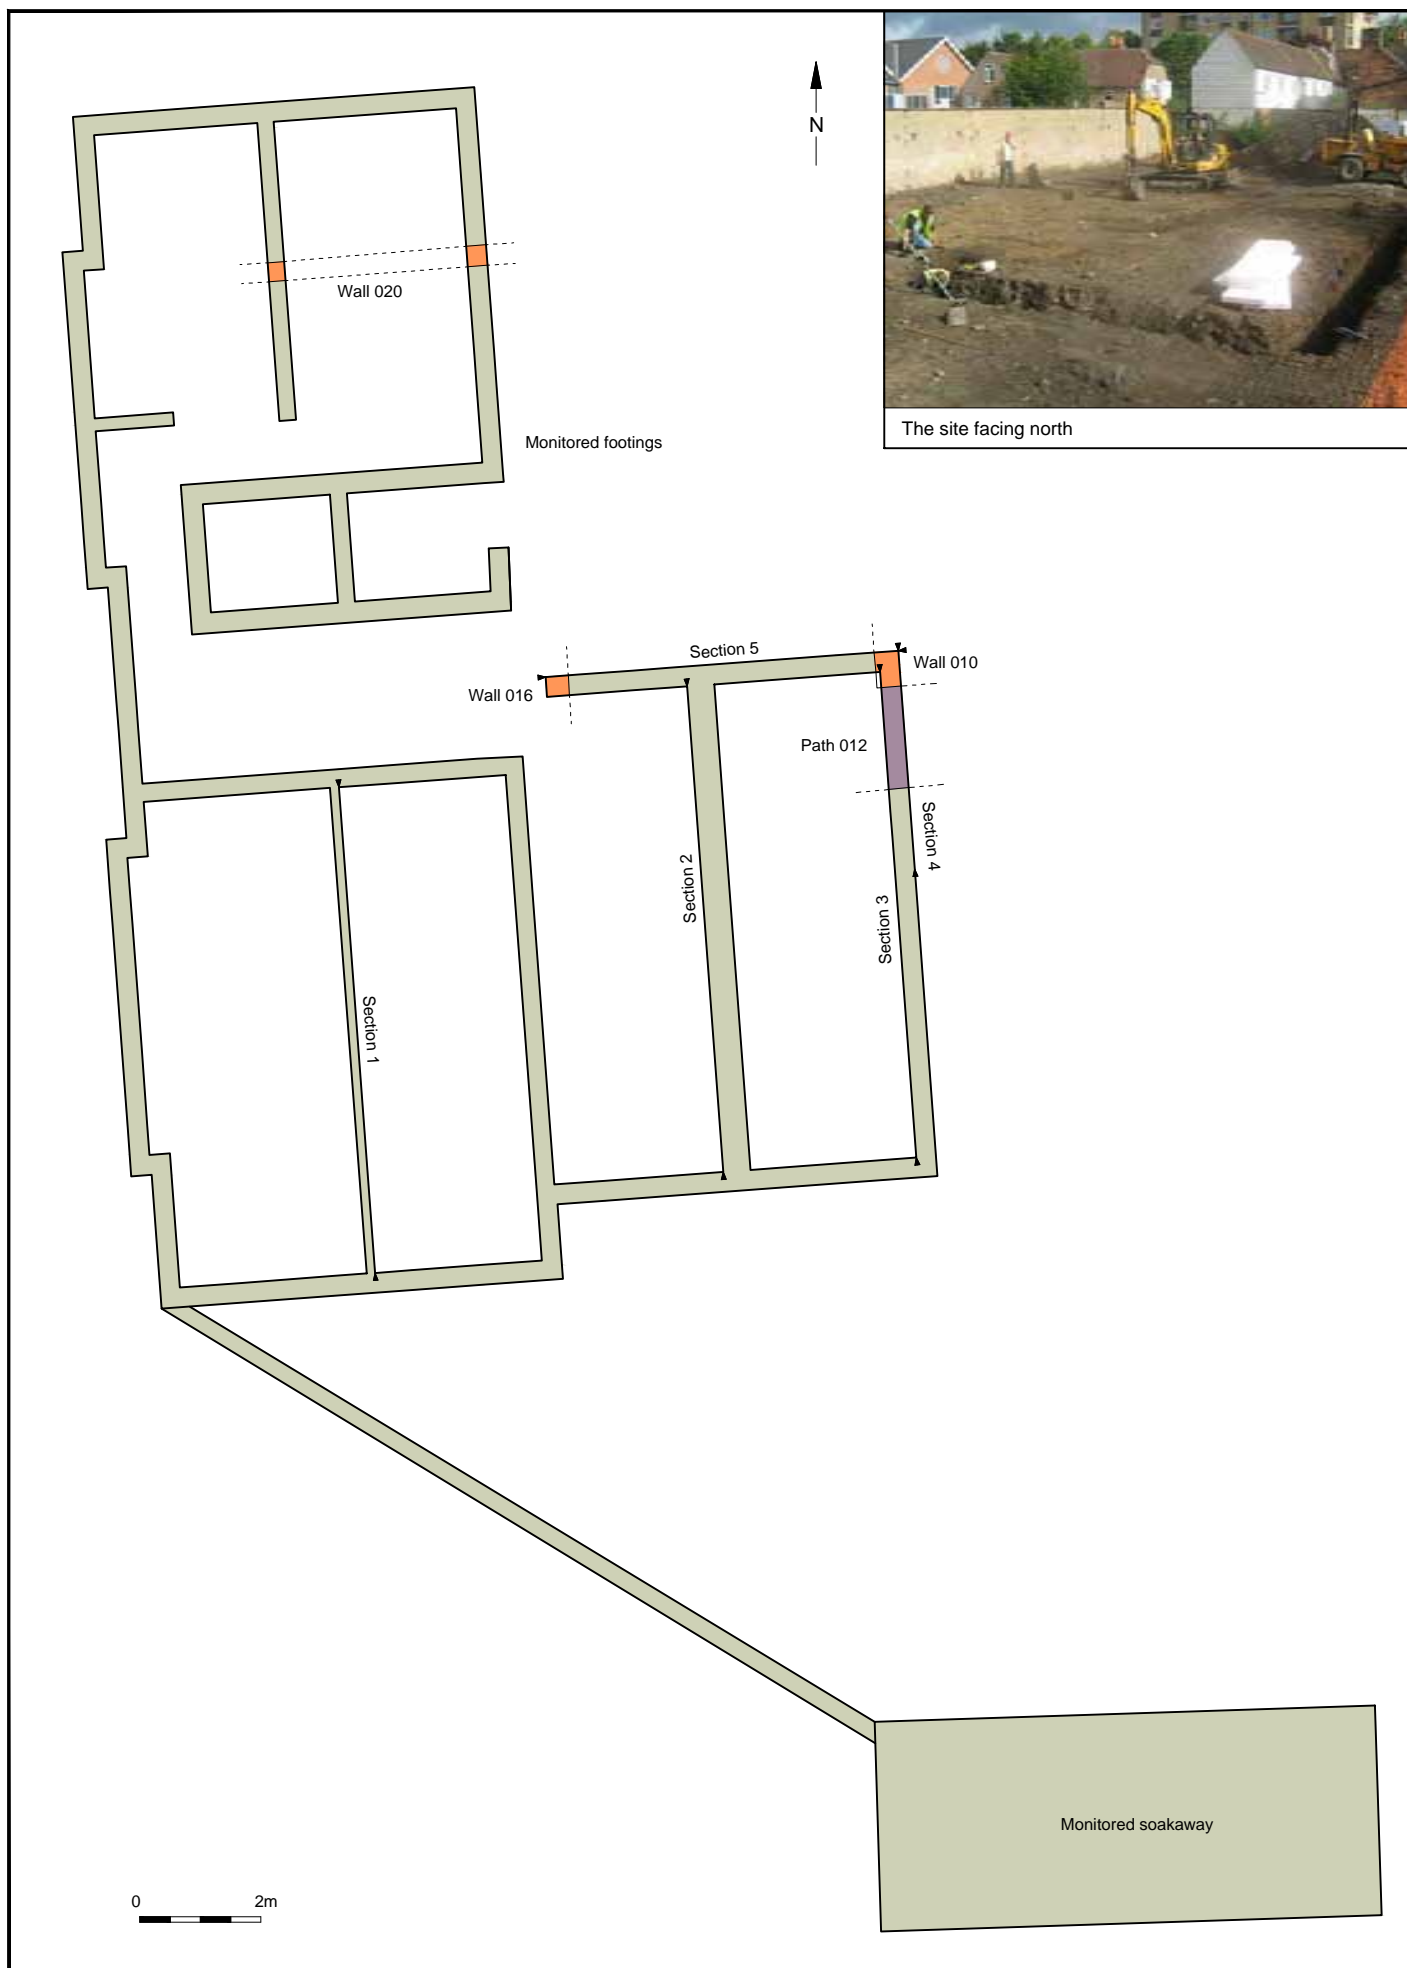 N
The site facing north
Wall 020
Monitored footings
Section 5
Wall 010
Wall 016
Path 012
Section 4
Section 2
Section 3
Section 1
Monitored soakaway
0 2m